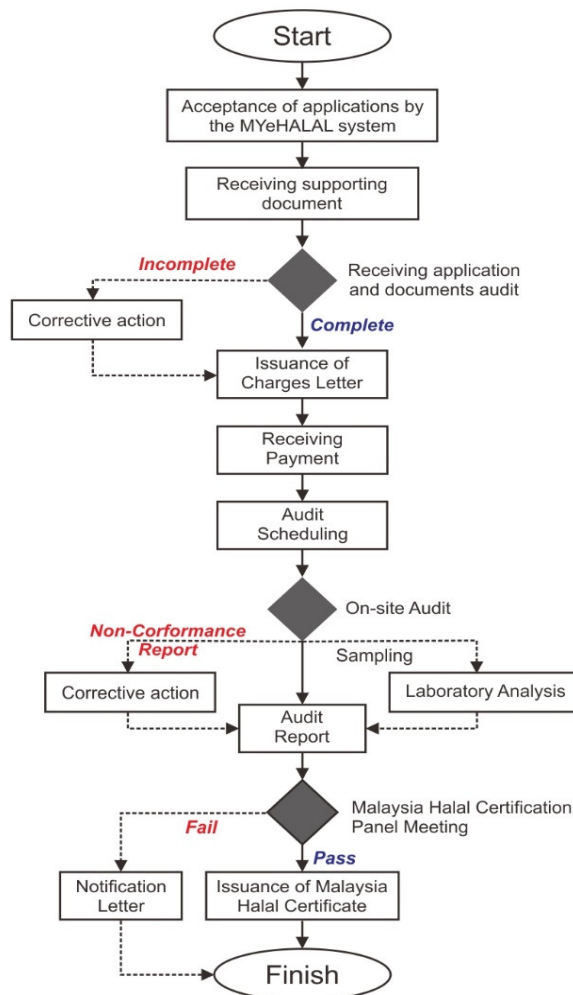 Start
Acceptance of applications by
the MYeHALAL system
Receiving supporting
document
Incomplete
Receiving application
and documents audit
Corrective action
Complete
Issuance of
Charges Letter
Receiving
Payment
Audit
Scheduling
On-site Audit
Non-Corformance
Report
Sampling
Corrective action
Laboratory Analysis
Audit
Report
Malaysia Halal Certification
Panel Meeting
Fail
Pass
Notification
Letter
Issuance of Malaysia
Halal Certificate
Finish